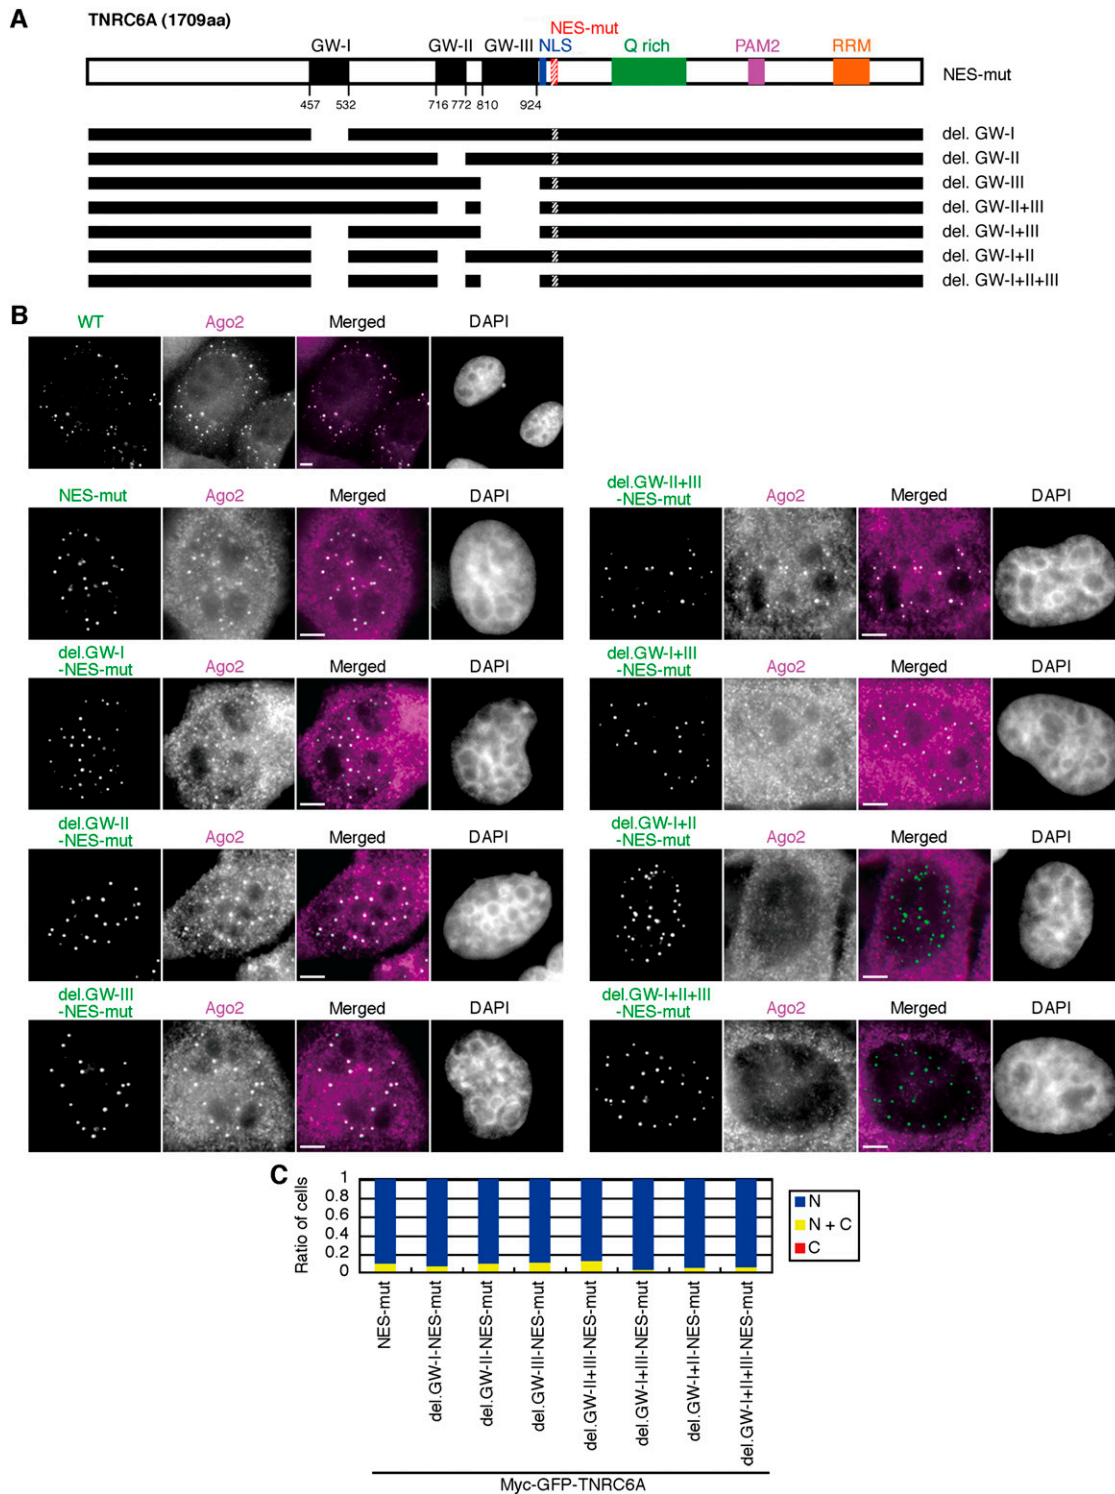 A
TNRC6A (1709aa)
NES-mut
GW-I GW-II GW-III NLS Q rich PAM2 RRM
NES-mut
457 532 716 772 810 924
del. GW-I
del. GW-II
del. GW-III
del. GW-II+III
del. GW-I+III
del. GW-I+II
del. GW-I+II+III
B
WT Ago2 Merged DAPI
NES-mut Ago2 Merged DAPI
del.GW-II+III
-NES-mut Ago2 Merged DAPI
del.GW-I
-NES-mut Ago2 Merged DAPI
del.GW-I+III
-NES-mut Ago2 Merged DAPI
del.GW-II
-NES-mut Ago2 Merged DAPI
del.GW-I+II
-NES-mut Ago2 Merged DAPI
del.GW-III
-NES-mut Ago2 Merged DAPI
del.GW-I+II+III
-NES-mut Ago2 Merged DAPI
C
Ratio of cells
1
0.8
0.6
0.4
0.2
0
N
N + C
C
NES-mut
del.GW-I-NES-mut
del.GW-II-NES-mut
del.GW-III-NES-mut
del.GW-II+III-NES-mut
del.GW-I+III-NES-mut
del.GW-I+II-NES-mut
del.GW-I+II+III-NES-mut
Myc-GFP-TNRC6A